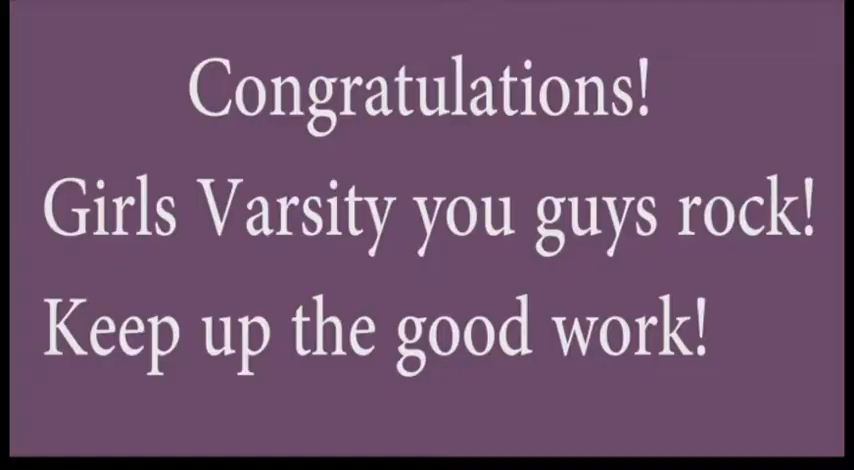 Congratulations!
Girls Varsity you guys rock!
Keep up the good work!